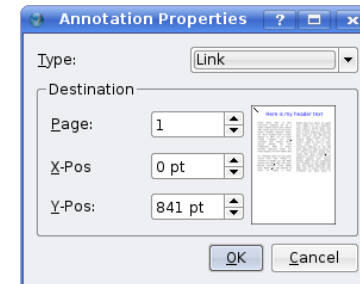 Annotation Properties ?
Type: Link
Destination
Page: 1
Here is my header text
X-Pos 0 pt
Y-Pos: 841 pt
OK Cancel